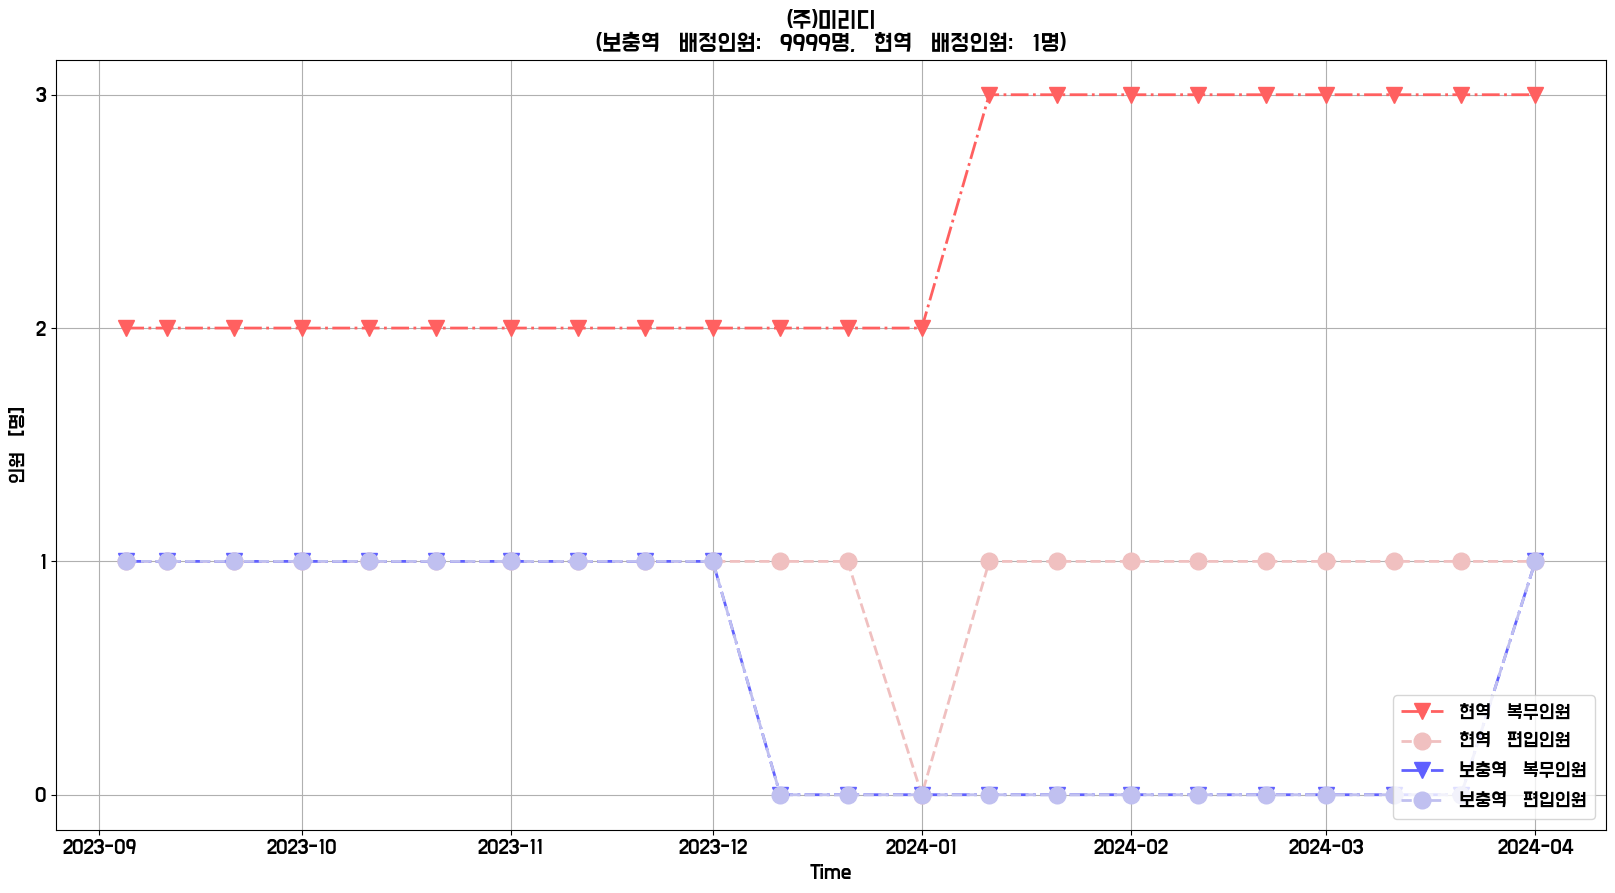 (주)미리디
(보충역 배정인원: 9999명, 현역 배정인원: 1명)
3
2
1
0
인원 [명]
2023-09 2023-10 2023-11 2023-12 2024-01 2024-02 2024-03 2024-04
Time
현역 복무인원
현역 편입인원
보충역 복무인원
보충역 편입인원